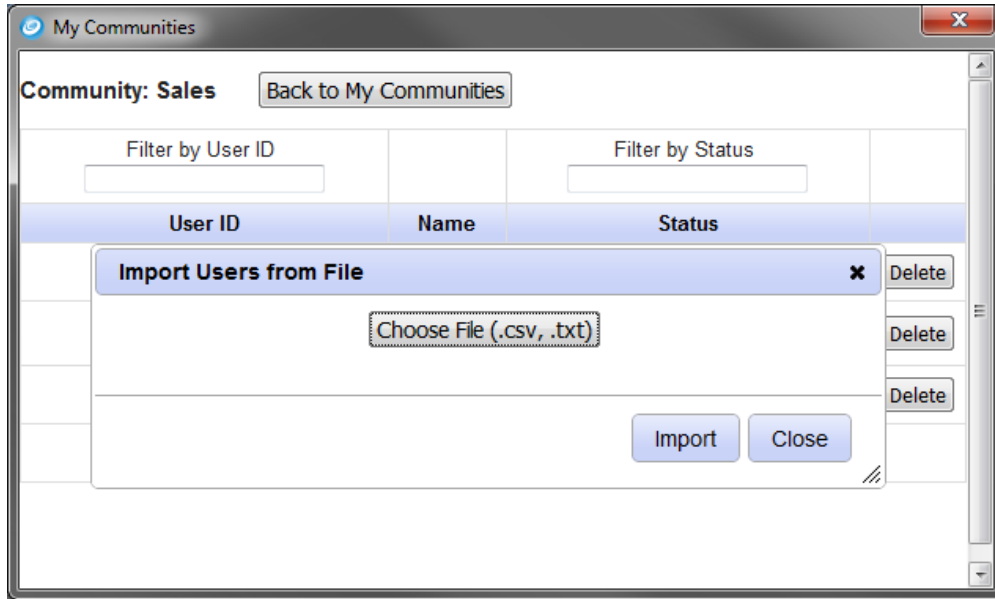 My Communities
Community: Sales Back to My Communities
Filter by User ID Filter by Status
User ID Name Status
Import Users from File
Delete
Choose File (.csv, .txt)
Delete
Delete
Import Close